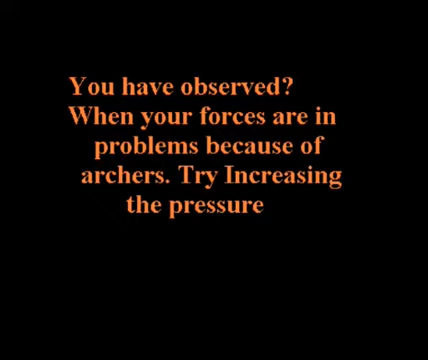 You have observed?
When your forces are in
problems because of
archers. Try Increasing
the pressure